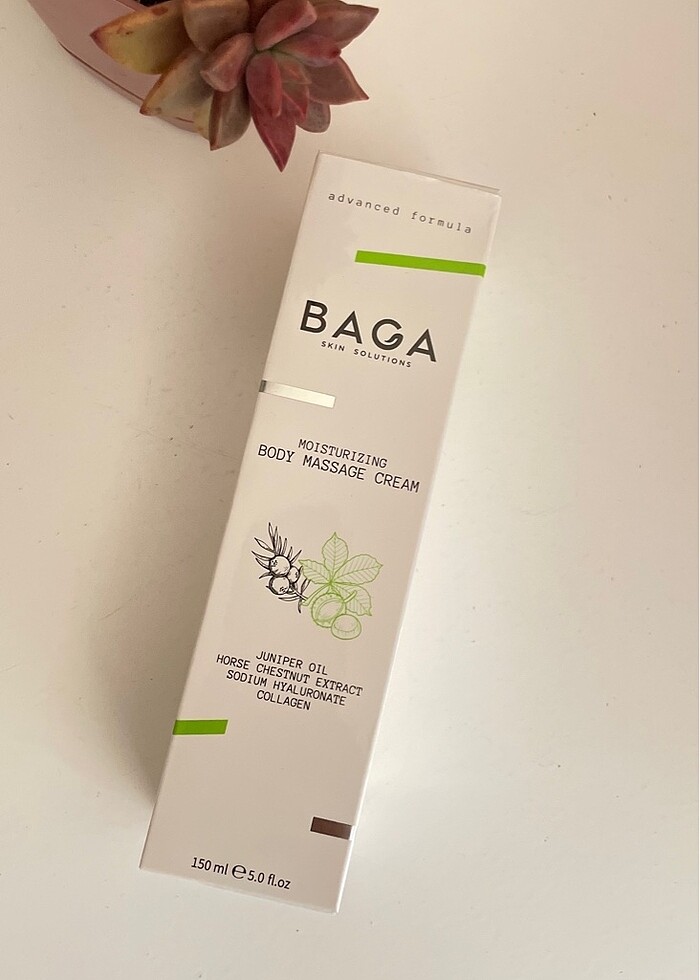 advanced formula
BAGA
SKIN SOLUTIONS
MOISTURIZING
BODY MASSAGE CREAM
JUNIPER OIL
HORSE CHESTNUT EXTRACT
SODIUM HYALURONATE
COLLAGEN
150 ml ℮ 5.0 fl.oz